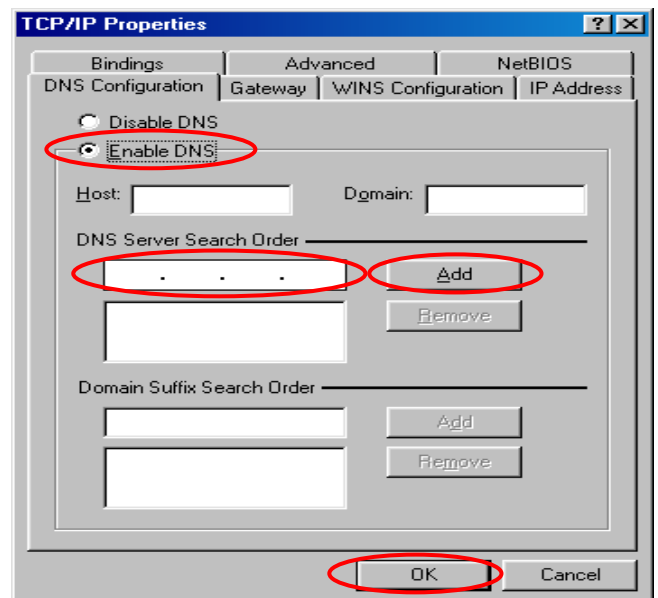 TCP/IP Properties
? ×
Bindings Advanced NetBIOS
DNS Configuration Gateway WINS Configuration IP Address
Disable DNS
Enable DNS
Host: Domain:
DNS Server Search Order
. . . Add
Remove
Domain Suffix Search Order
Add
Remove
OK Cancel